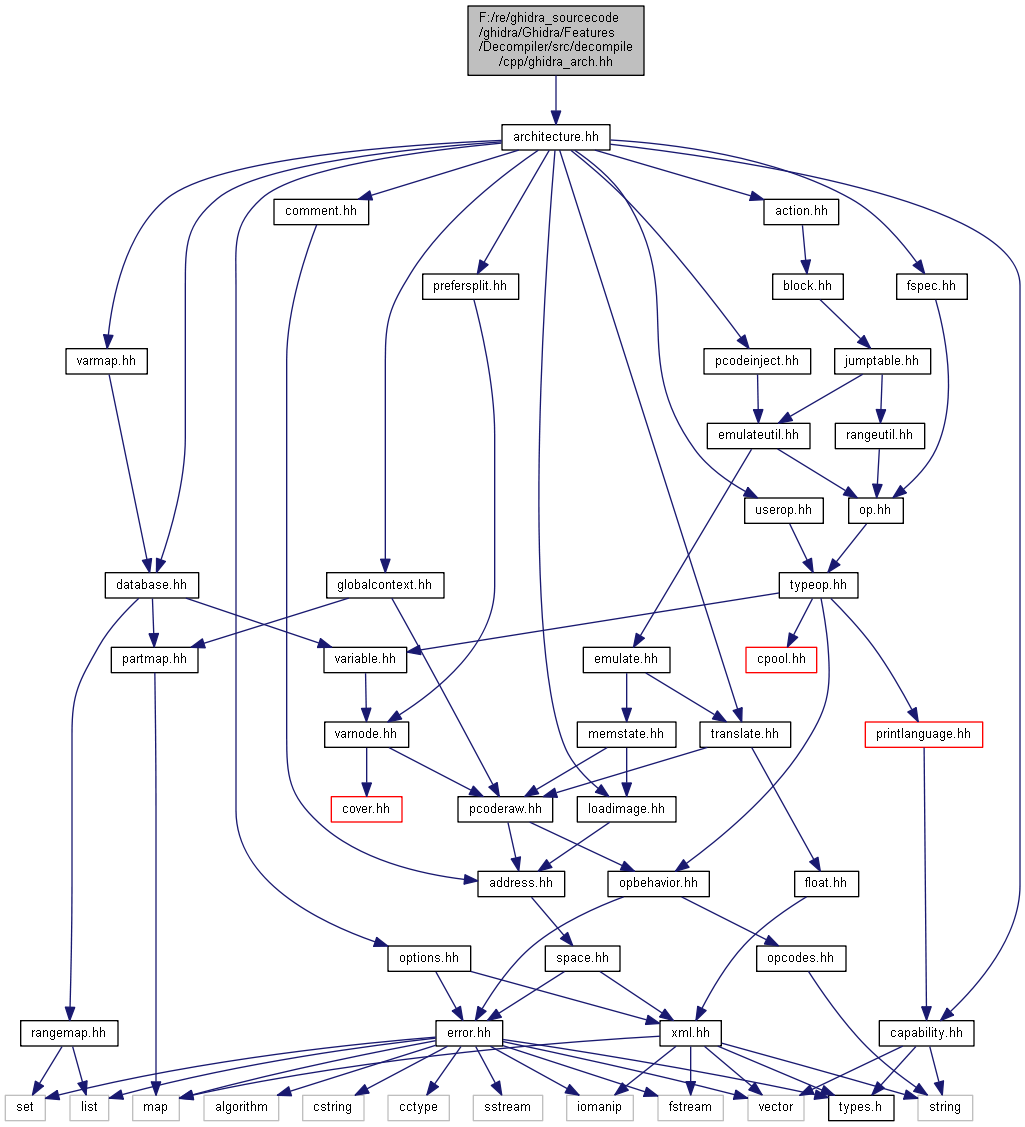 F:/re/ghidra_sourcecode
/ghidra/Ghidra/Features
/Decompiler/src/decompile
/cpp/ghidra_arch.hh
architecture.hh
comment.hh
action.hh
prefersplit.hh
block.hh
fspec.hh
varmap.hh
pcodeinject.hh
jumptable.hh
emulateutil.hh
rangeutil.hh
userop.hh
op.hh
database.hh
globalcontext.hh
typeop.hh
partmap.hh
variable.hh
emulate.hh
cpool.hh
varnode.hh
memstate.hh
translate.hh
printlanguage.hh
cover.hh
pcoderaw.hh
loadimage.hh
address.hh
opbehavior.hh
float.hh
options.hh
space.hh
opcodes.hh
rangemap.hh
error.hh
xml.hh
capability.hh
set
list
map
algorithm
cstring
cctype
sstream
iomanip
fstream
vector
types.h
string